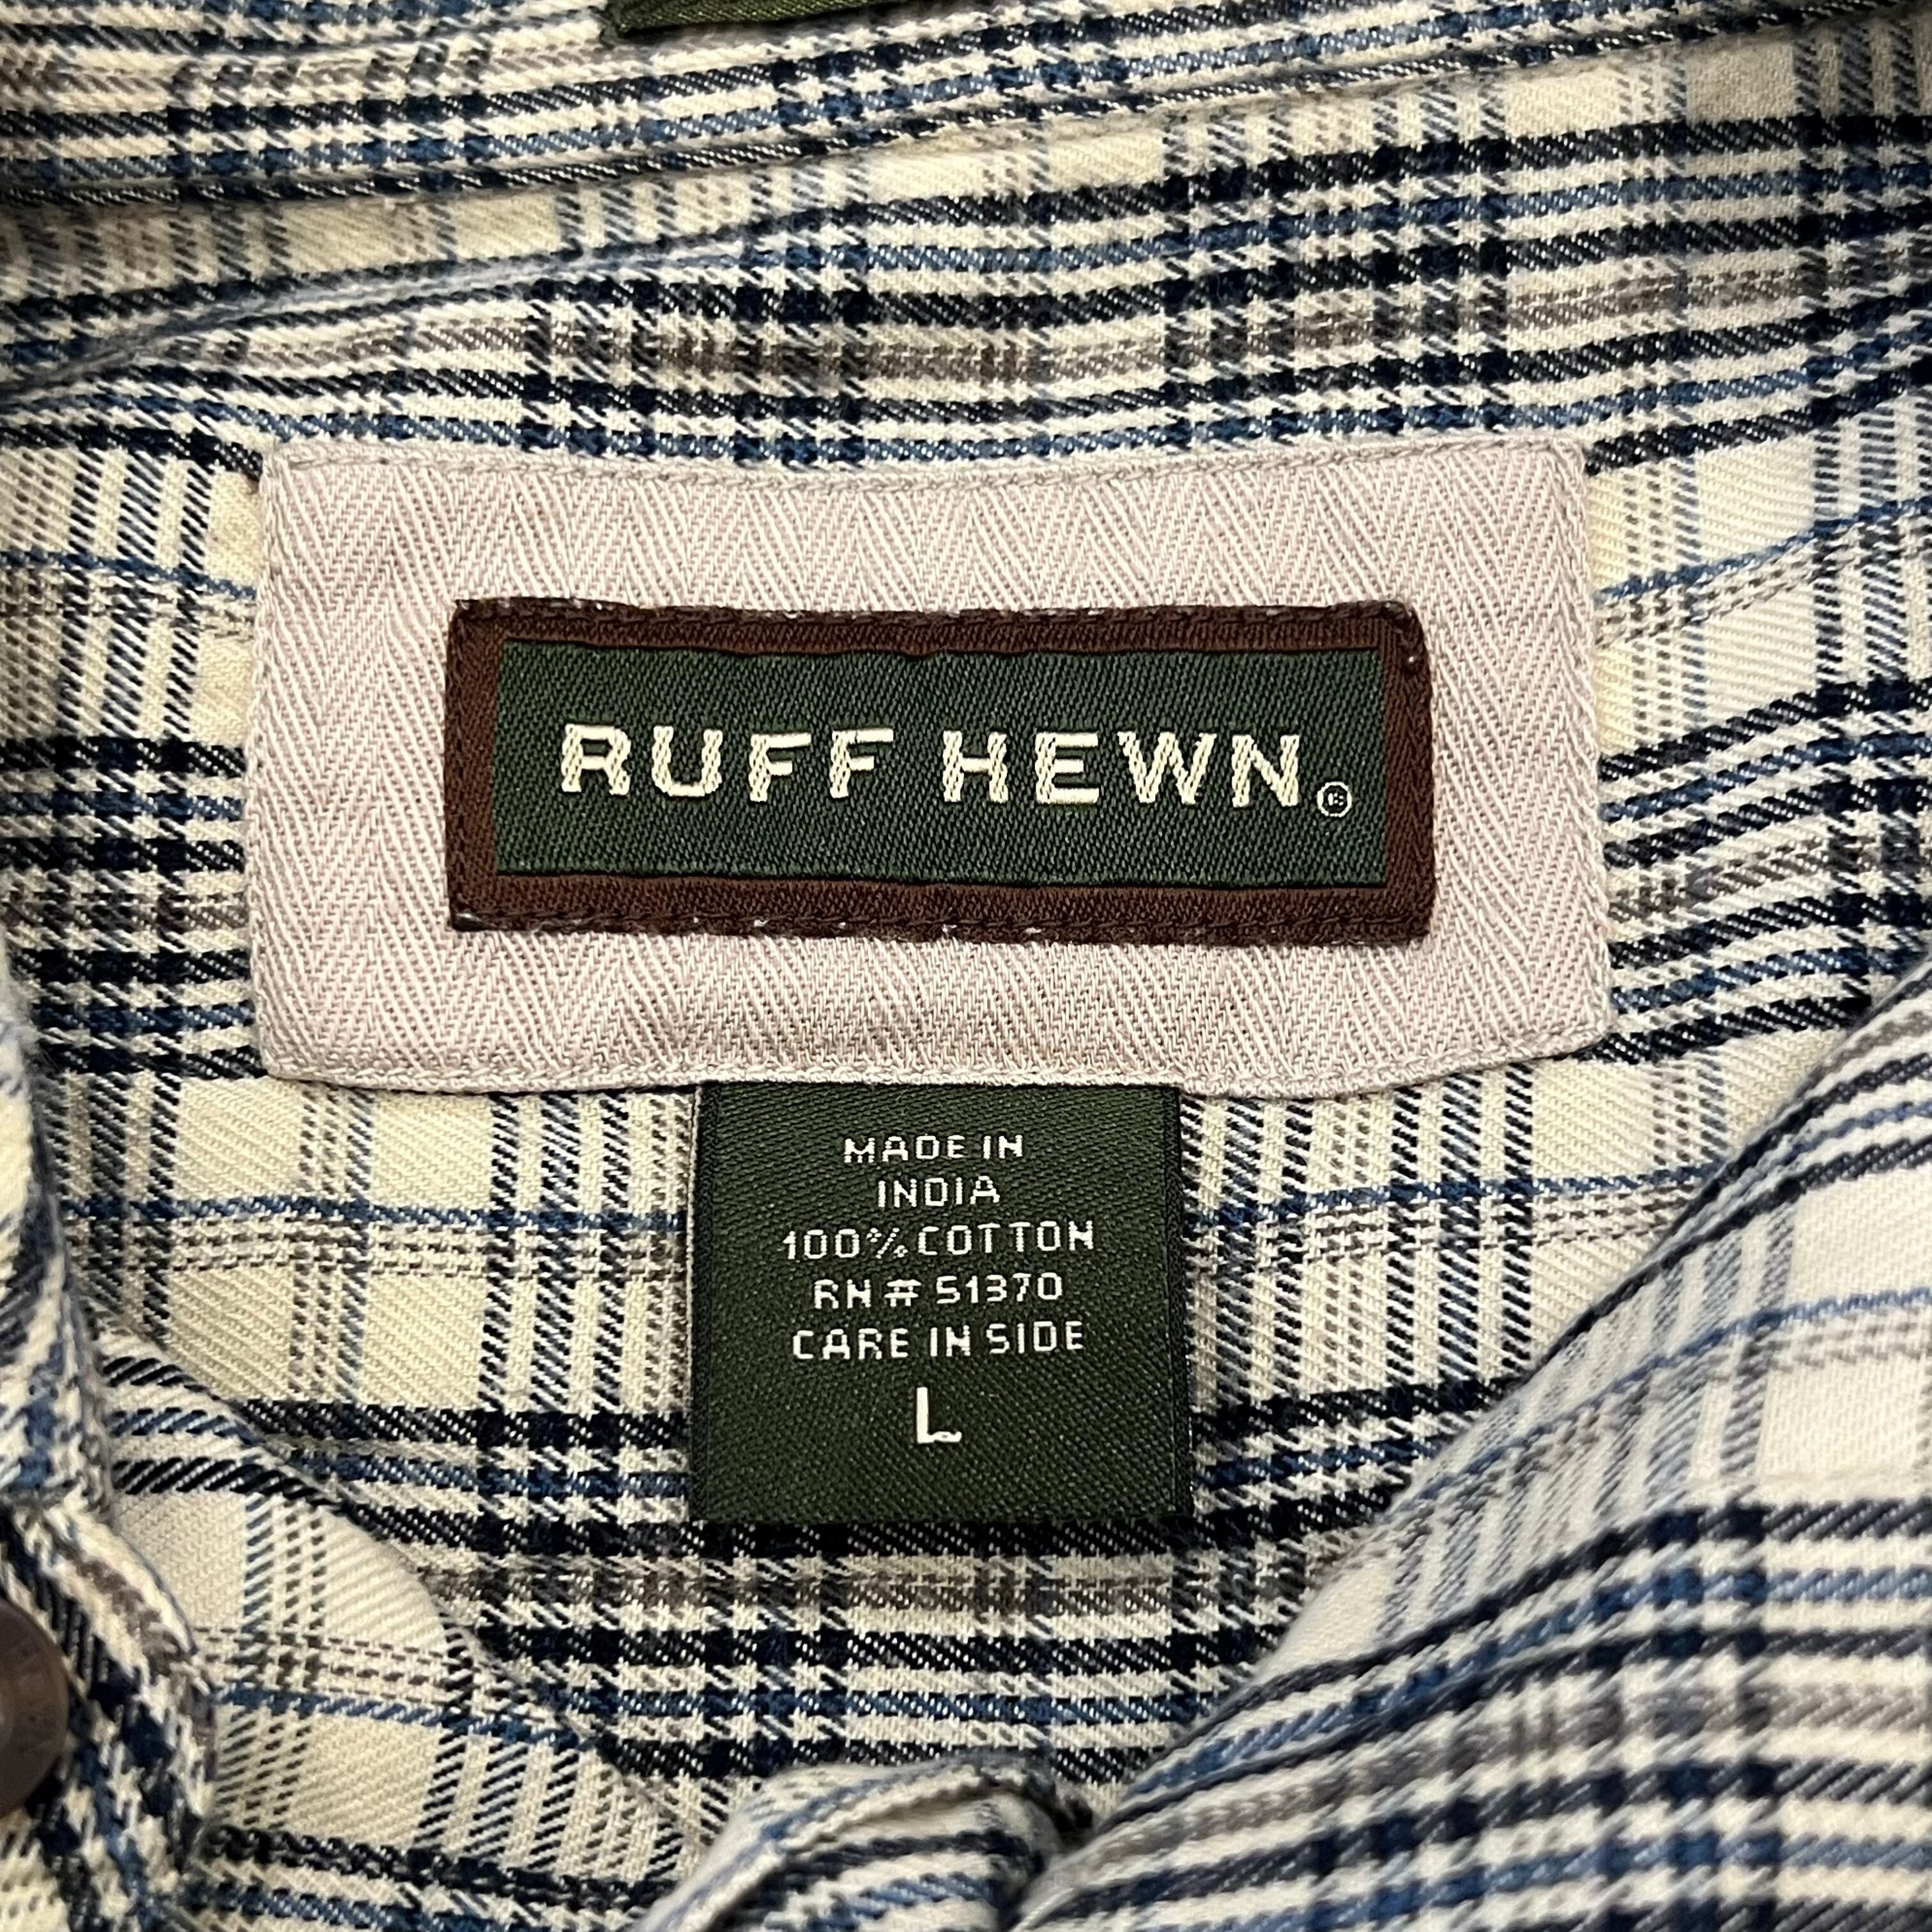 RUFF HEWN®
MADE IN
INDIA
100% COTTON
RN # 51370
CARE IN SIDE
L